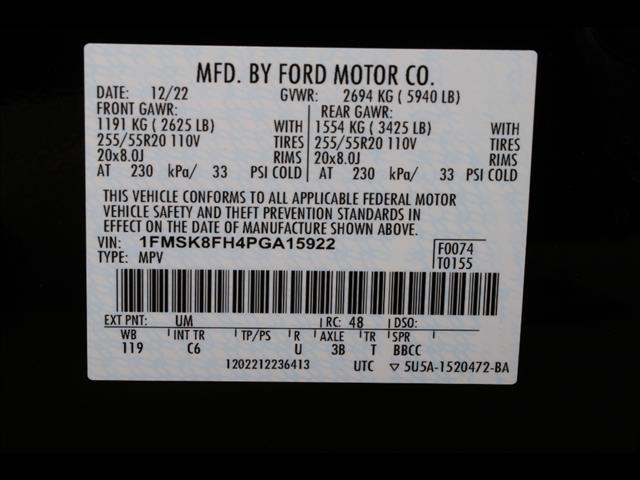 MFD. BY FORD MOTOR CO.
DATE: 12/22 GVWR: 2694 KG ( 5940 LB)
FRONT GAWR: REAR GAWR:
1191 KG ( 2625 LB) WITH 1554 KG ( 3425 LB) WITH
255/55R20 110V TIRES 255/55R20 110V TIRES
20x8.0J RIMS 20x8.0J RIMS
AT 230 kPa/ 33 PSI COLD AT 230 kPa/ 33 PSI COLD
THIS VEHICLE CONFORMS TO ALL APPLICABLE FEDERAL MOTOR
VEHICLE SAFETY AND THEFT PREVENTION STANDARDS IN
EFFECT ON THE DATE OF MANUFACTURE SHOWN ABOVE.
VIN: 1FMSK8FH4PGA15922 F0074
TYPE: MPV T0155
EXT PNT: UM RC: 48 DSO:
WB INT TR TP/PS R AXLE TR SPR
119 C6 U 3B T BBCC
1202212236413 UTC ▽ 5U5A-1520472-BA